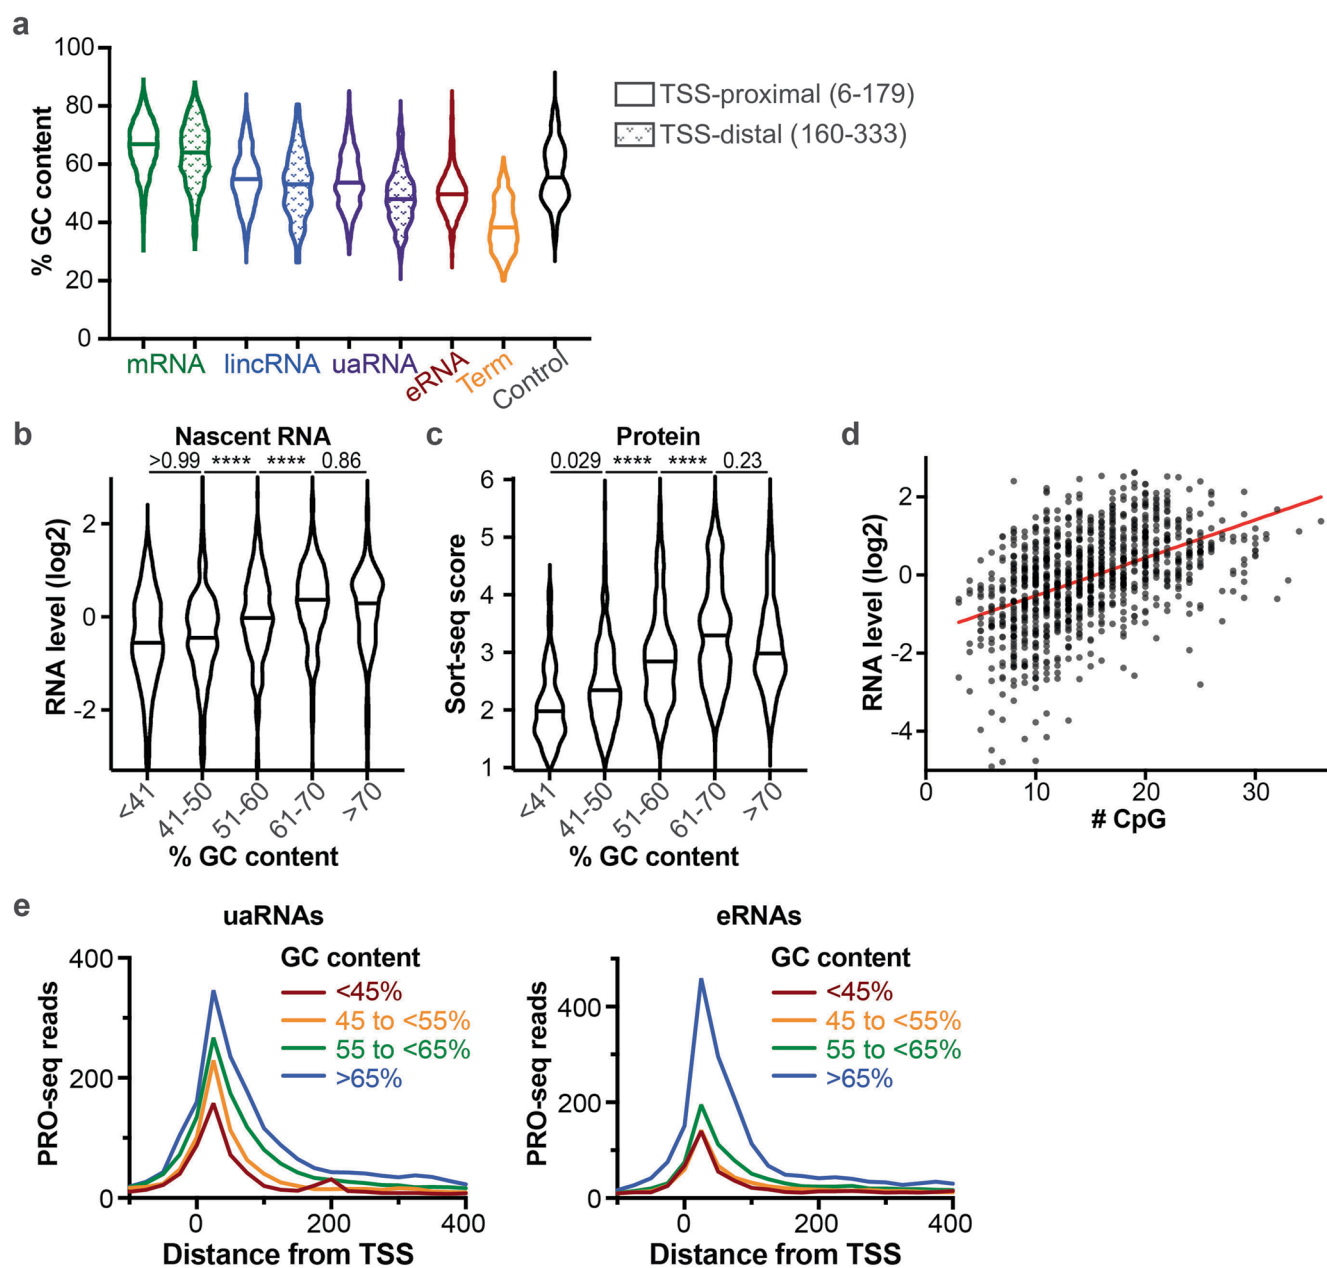 a
100
80
60
40
20
0
% GC content
mRNA lincRNA uaRNA eRNA Term Control
TSS-proximal (6-179)
TSS-distal (160-333)
b
Nascent RNA
>0.99 **** **** 0.86
RNA level (log2)
2
0
-2
<41 41-50 51-60 61-70 >70
% GC content
c
Protein
0.029 **** **** 0.23
Sort-seq score
6
5
4
3
2
1
<41 41-50 51-60 61-70 >70
% GC content
d
RNA level (log2)
2
0
-2
-4
0 10 20 30
# CpG
e
uaRNAs
GC content
<45%
45 to <55%
55 to <65%
>65%
PRO-seq reads
400
200
0
0 200 400
Distance from TSS
eRNAs
GC content
<45%
45 to <55%
55 to <65%
>65%
PRO-seq reads
400
200
0
0 200 400
Distance from TSS